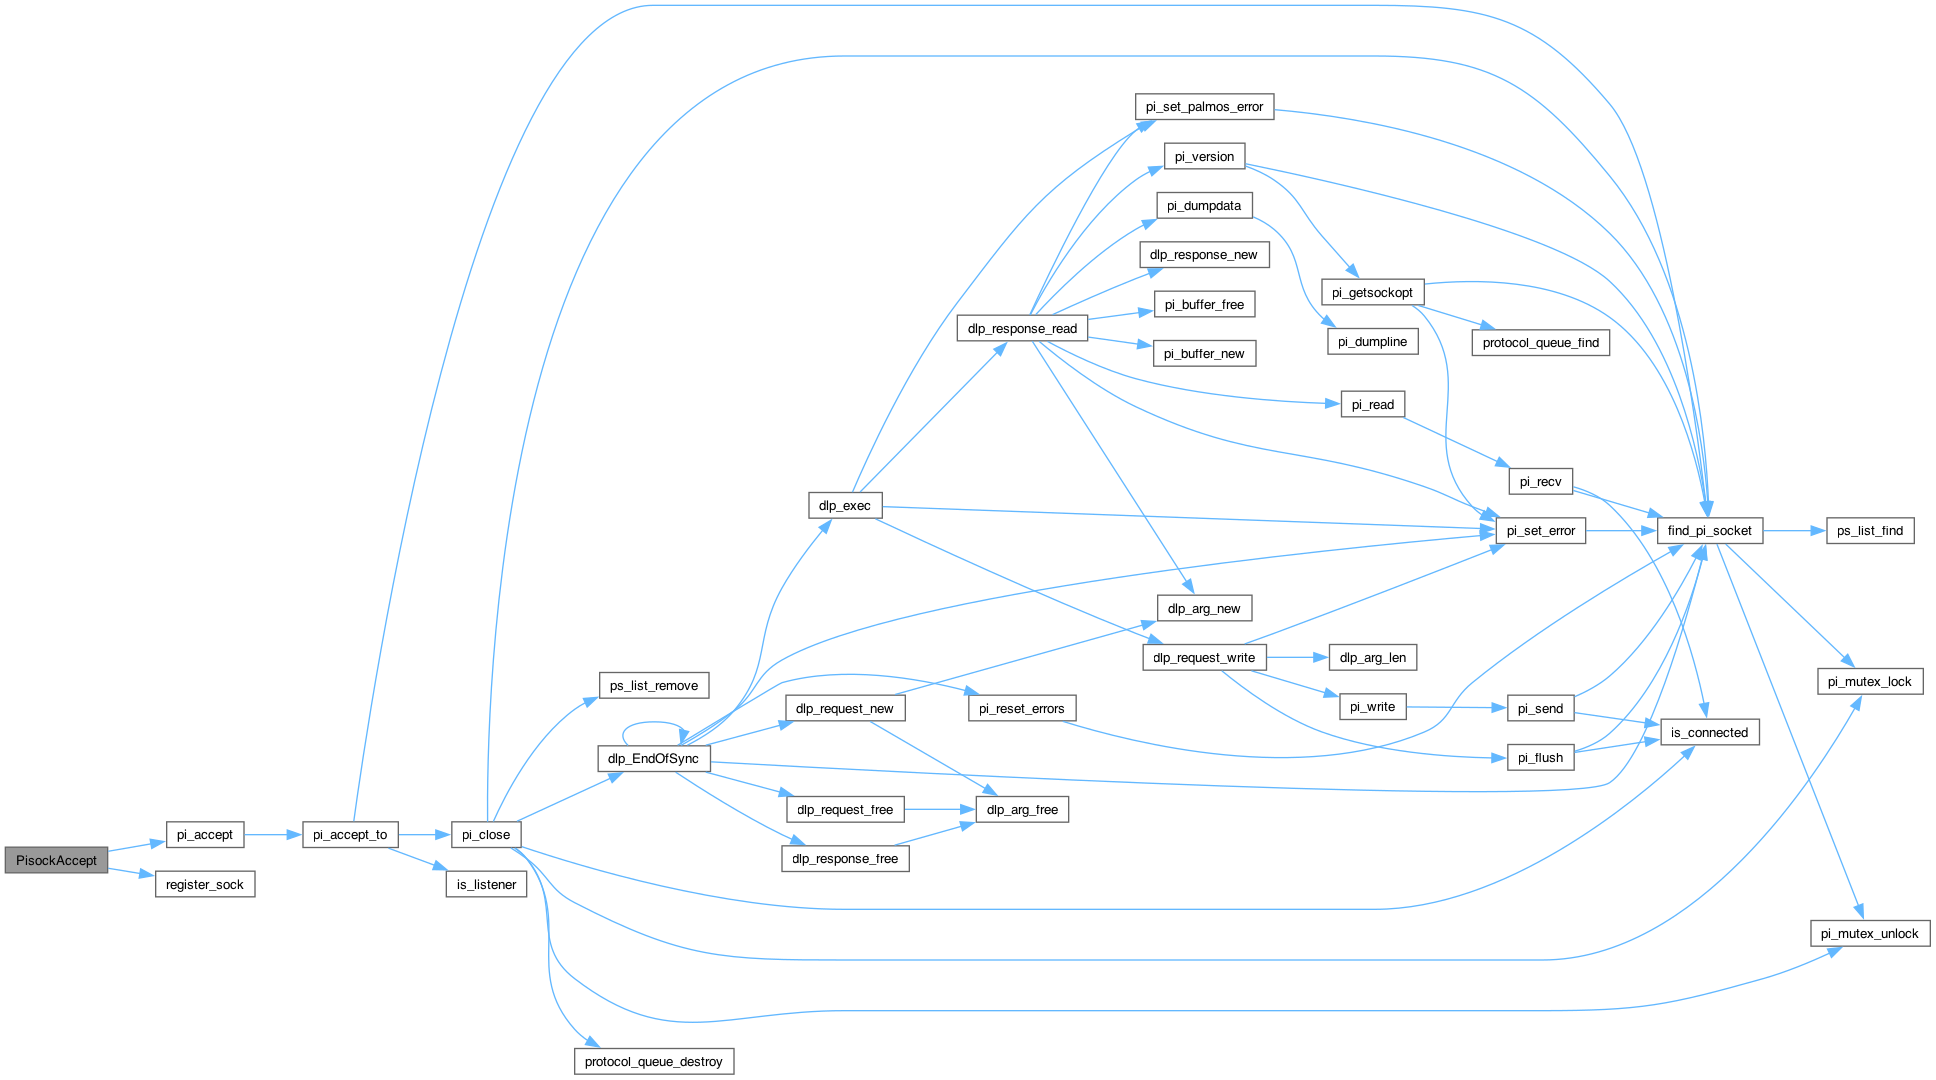 PisockAccept
pi_accept
register_sock
pi_accept_to
pi_close
is_listener
ps_list_remove
dlp_EndOfSync
protocol_queue_destroy
dlp_exec
dlp_request_new
dlp_request_free
dlp_response_free
dlp_response_read
pi_reset_errors
dlp_arg_free
pi_set_palmos_error
pi_version
pi_dumpdata
dlp_response_new
pi_buffer_free
pi_buffer_new
dlp_arg_new
dlp_request_write
pi_getsockopt
pi_dumpline
pi_read
dlp_arg_len
pi_write
protocol_queue_find
pi_recv
pi_set_error
pi_send
pi_flush
find_pi_socket
is_connected
ps_list_find
pi_mutex_lock
pi_mutex_unlock